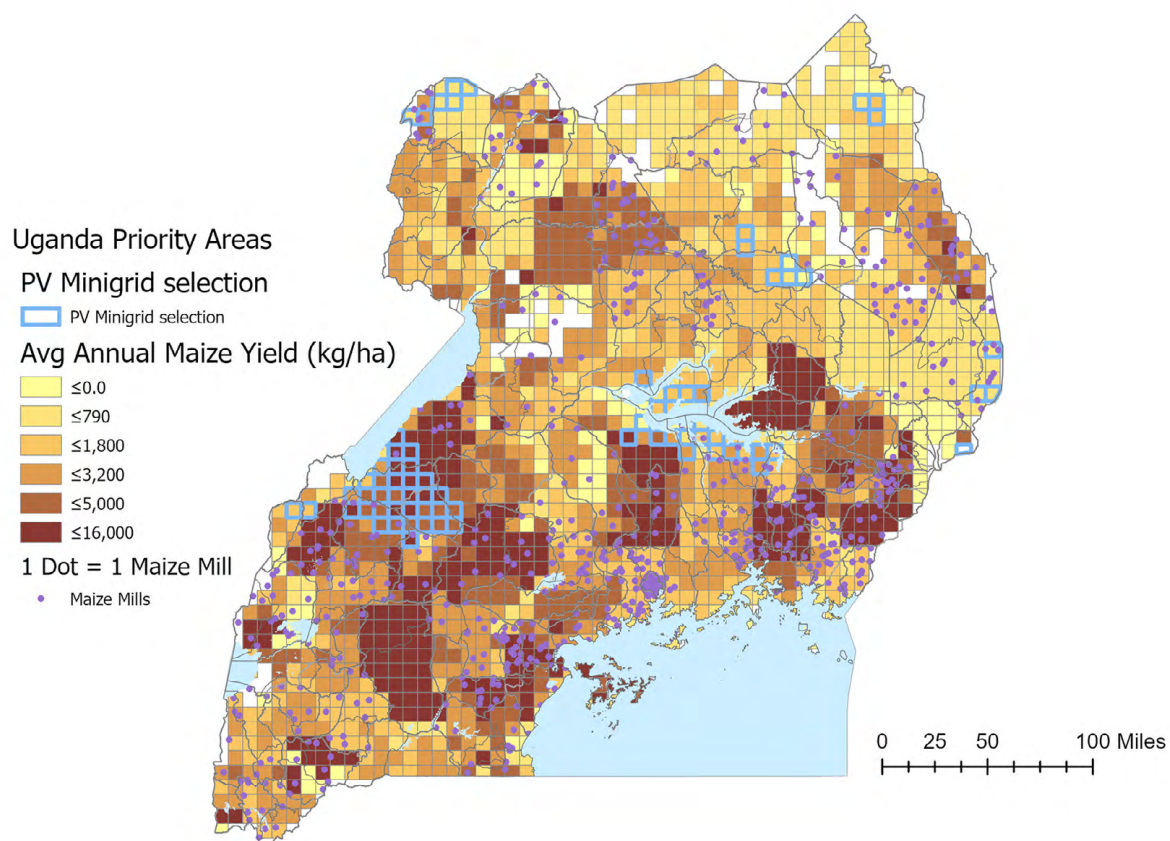 Uganda Priority Areas
PV Minigrid selection
PV Minigrid selection
Avg Annual Maize Yield (kg/ha)
≤0.0
≤790
≤1,800
≤3,200
≤5,000
≤16,000
1 Dot = 1 Maize Mill
Maize Mills
0 25 50 100 Miles